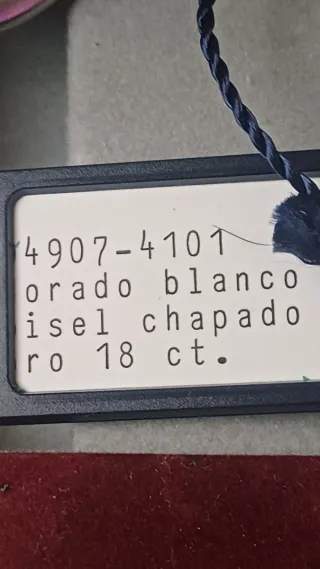 4907-4101
orado blanco
isel chapado
ro 18 ct.